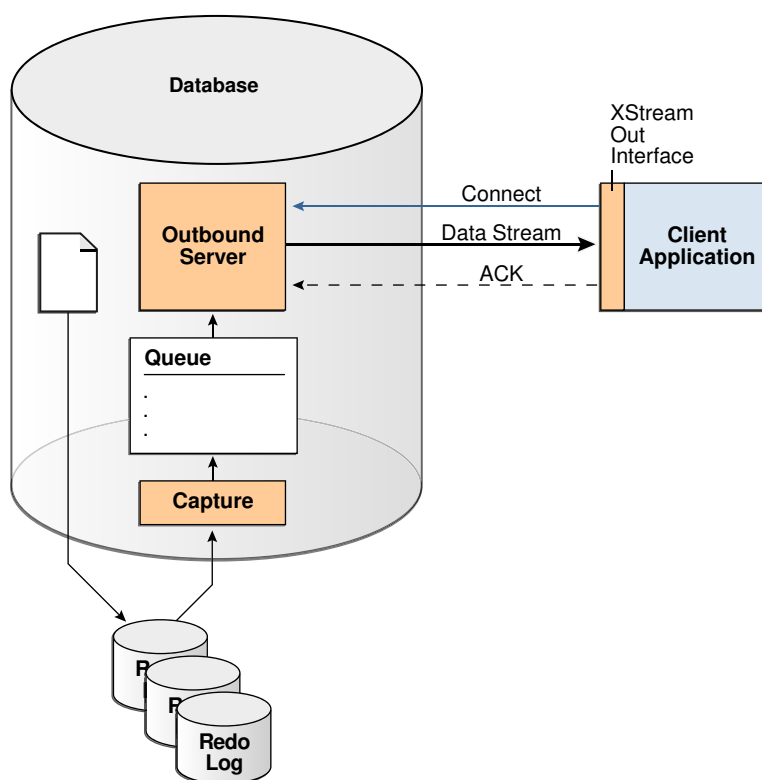 Database
XStream
Out
Interface
Connect
Outbound
Server
Data Stream
Client
Application
ACK
Queue
.
.
.
Capture
Redo
Log